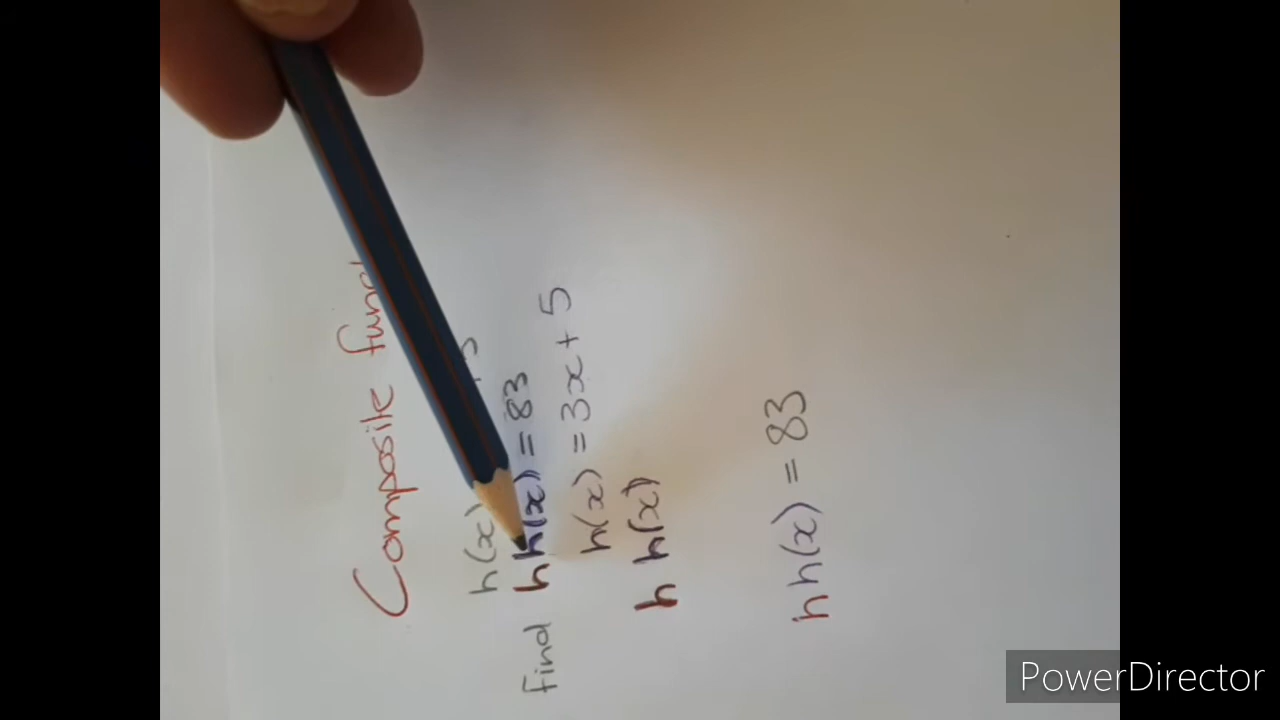 Composite
h(x)
Find hh(x) = 83
h(x) = 3x + 5
h h(x)
hh(x) = 83
PowerDirector